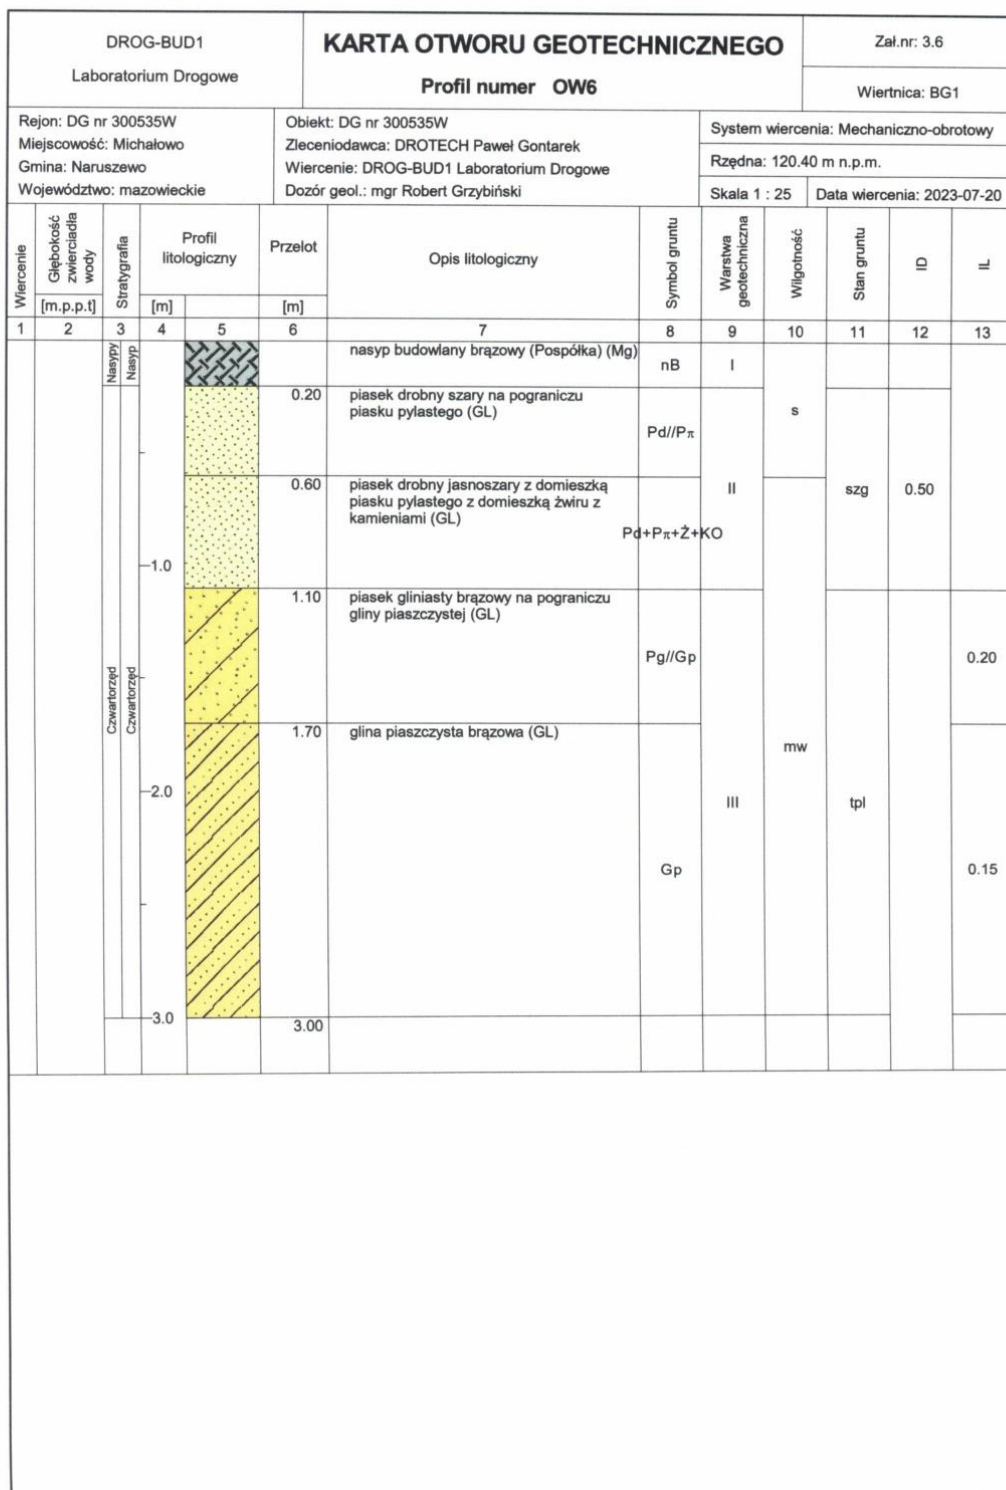 DROG-BUD1
Laboratorium Drogowe
KARTA OTWORU GEOTECHNICZNEGO
Profil numer OW6
Zał.nr: 3.6
Wiertnica: BG1
Rejon: DG nr 300535W
Miejscowość: Michałowo
Gmina: Naruszewo
Województwo: mazowieckie
Obiekt: DG nr 300535W
Zleceniodawca: DROTECH Paweł Gontarek
Wiercenie: DROG-BUD1 Laboratorium Drogowe
Dozór geol.: mgr Robert Grzybiński
System wiercenia: Mechaniczno-obrotowy
Rzędna: 120.40 m n.p.m.
Skala 1 : 25
Data wiercenia: 2023-07-20
Wiercenie
Głębokość
zwierciadła
wody
[m.p.p.t]
Stratygrafia
Profil
litologiczny
[m]
Przelot
[m]
Opis litologiczny
Symbol gruntu
Warstwa
geotechniczna
Wilgotność
Stan gruntu
ID
IL
1 2 3 4 5 6 7 8 9 10 11 12 13
Nasypy
Nasyp
nasyp budowlany brązowy (Pospółka) (Mg)
nB
I
0.20
piasek drobny szary na pograniczu
piasku pylastego (GL)
Pd//Pπ
s
0.60
piasek drobny jasnoszary z domieszką
piasku pylastego z domieszką żwiru z
kamieniami (GL)
Pd+Pπ+Ż+KO
II
szg
0.50
1.0
1.10
piasek gliniasty brązowy na pograniczu
gliny piaszczystej (GL)
Pg//Gp
0.20
Czwartorzęd
Czwartorzęd
1.70
glina piaszczysta brązowa (GL)
mw
2.0
III
tpl
Gp
0.15
3.0
3.00